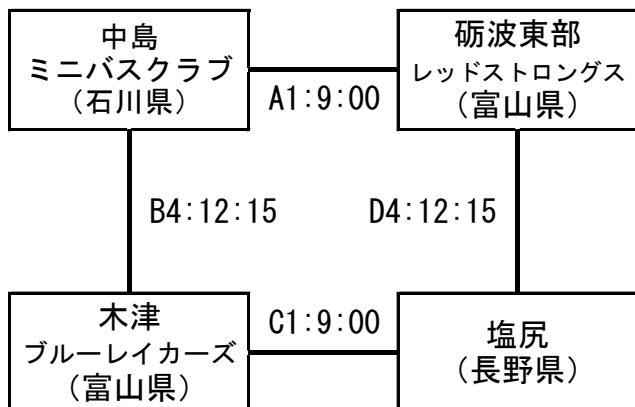 中島
ミニバスクラブ
(石川県)
A1:9:00
砺波東部
レッドストロングス
(富山県)
B4:12:15
D4:12:15
木津
ブルーレイカーズ
(富山県)
C1:9:00
塩尻
(長野県)